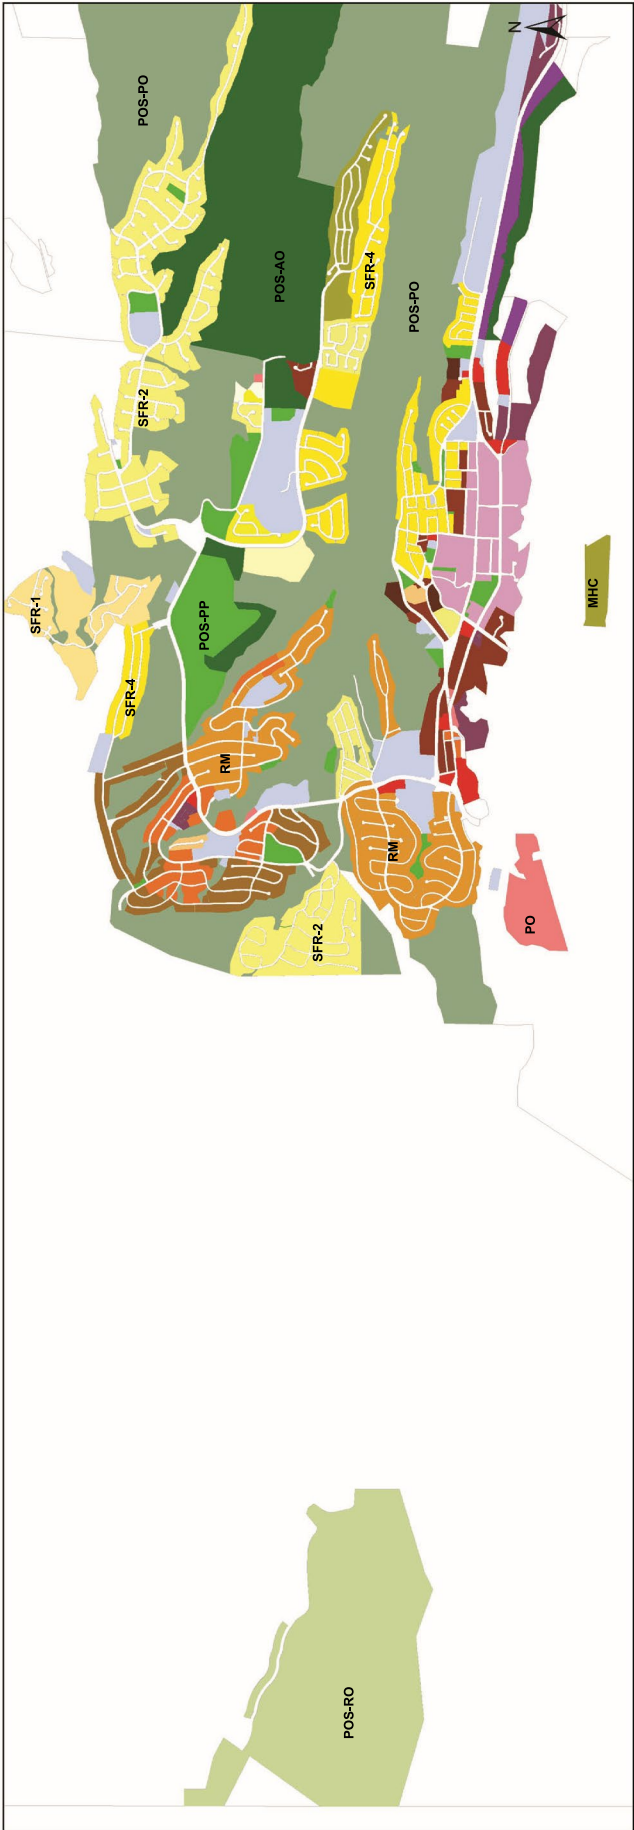 N
POS-PO
POS-AO
SFR-4
POS-PO
SFR-2
SFR-1
SFR-4
POS-PP
MHC
RM
RM
SFR-2
PO
POS-RO